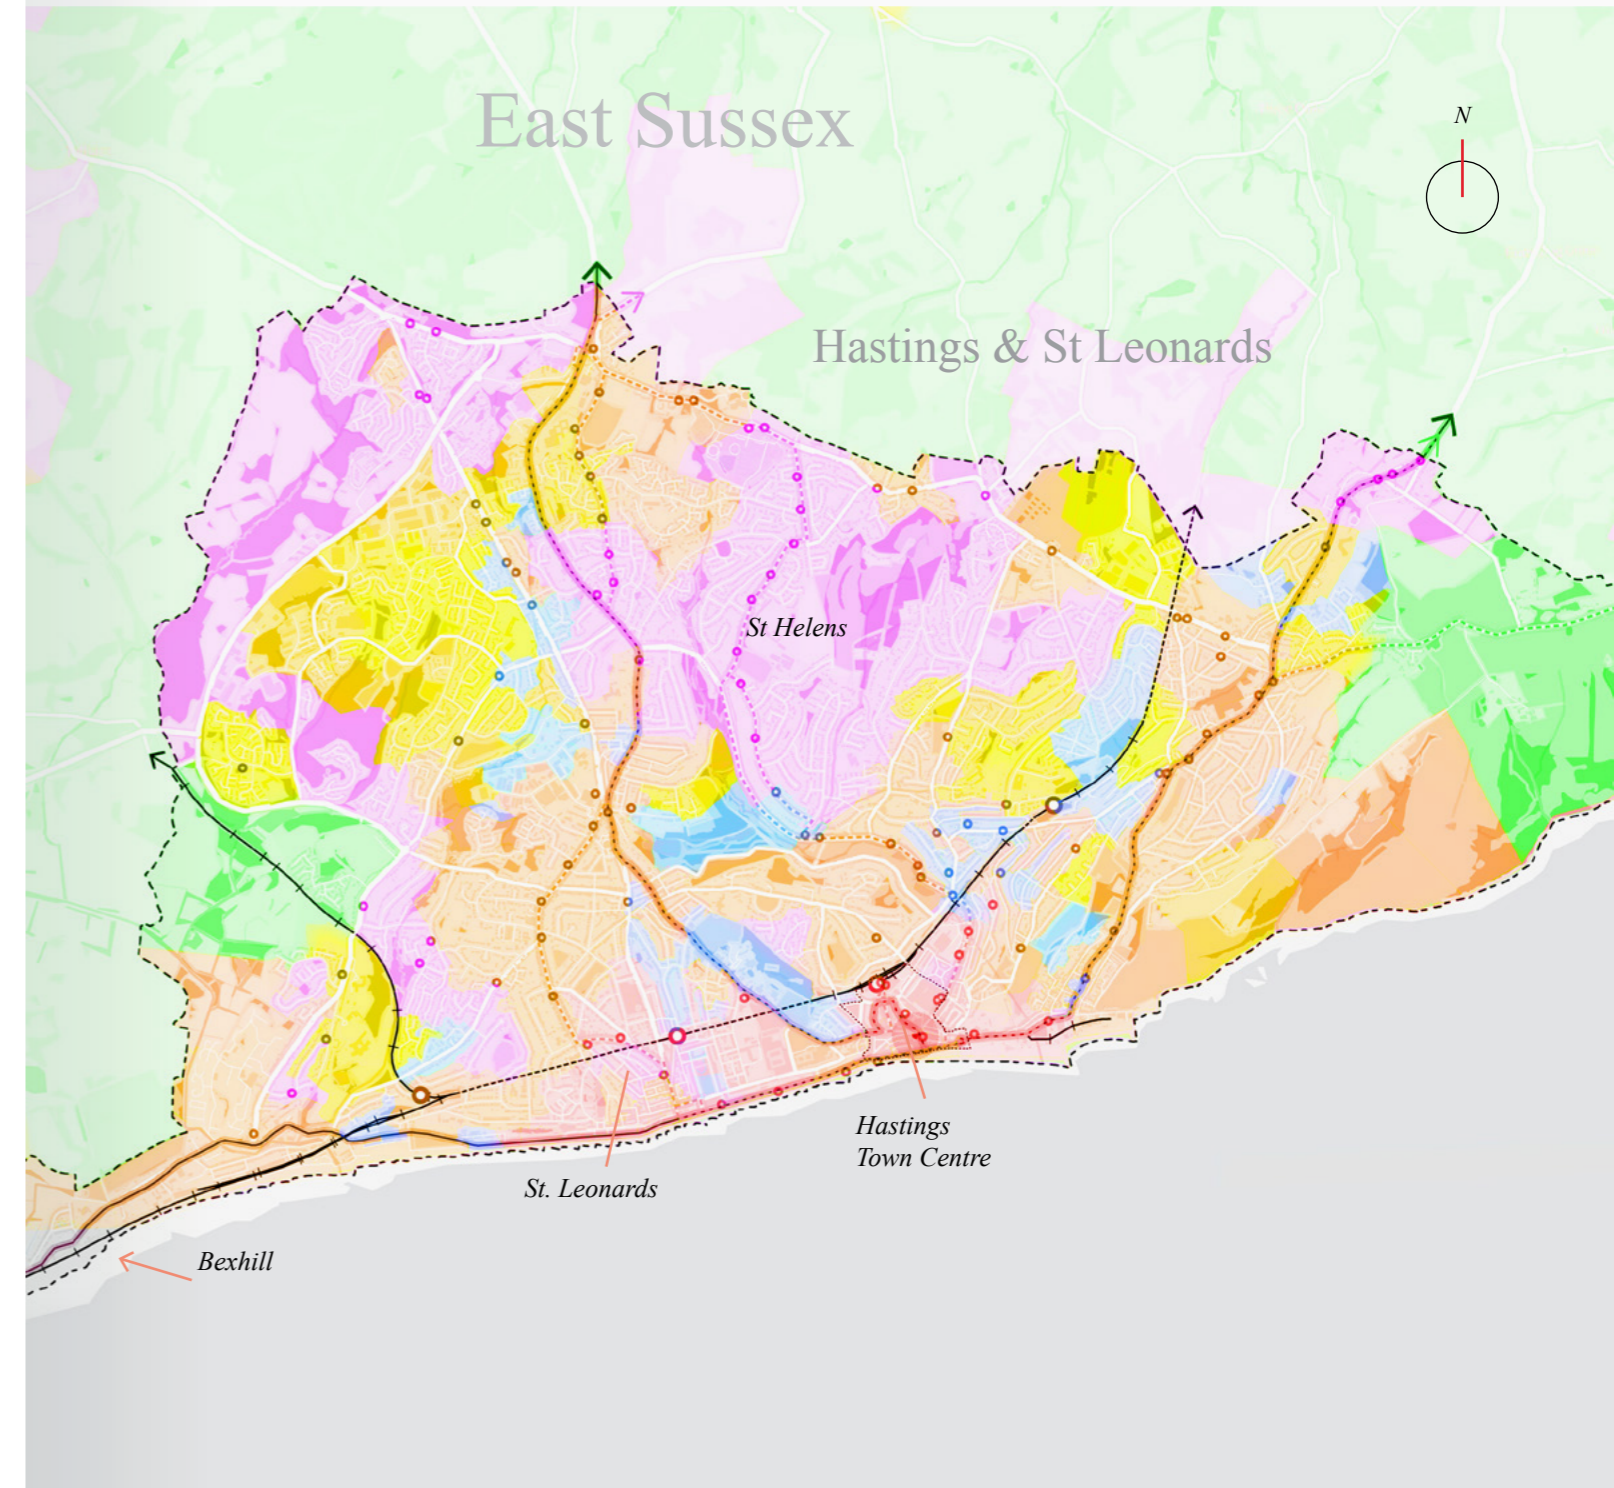 East Sussex
N
Hastings & St Leonards
St Helens
Hastings
Town Centre
St. Leonards
Bexhill